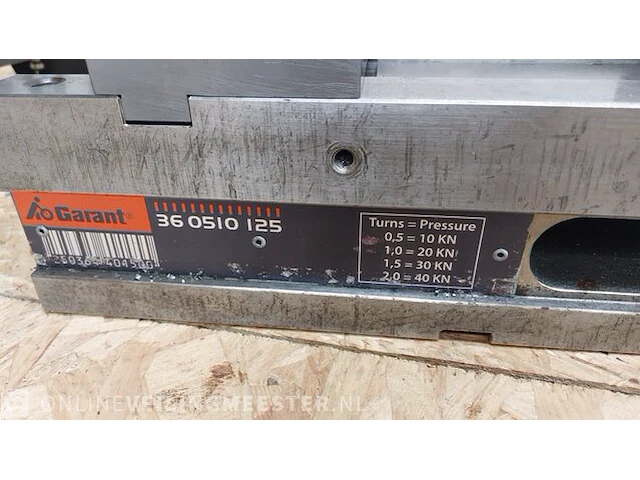 Garant®
36 0510 125
Turns = Pressure
0,5 = 10 KN
1,0 = 20 KN
1,5 = 30 KN
2,0 = 40 KN
ONLINEVEILINGMEESTER.NL